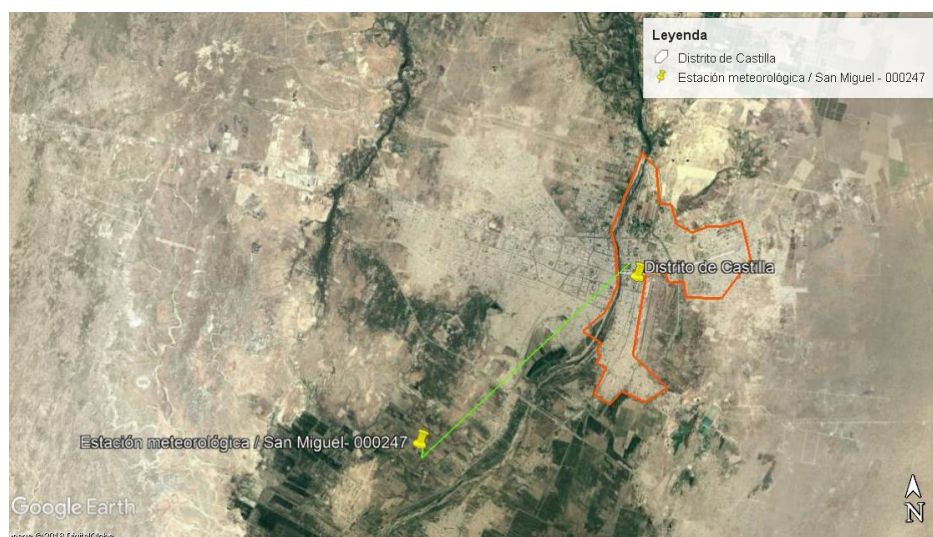 Leyenda
Distrito de Castilla
Estación meteorológica / San Miguel - 000247
Distrito de Castilla
Estación meteorológica / San Miguel- 000247
Google Earth
N